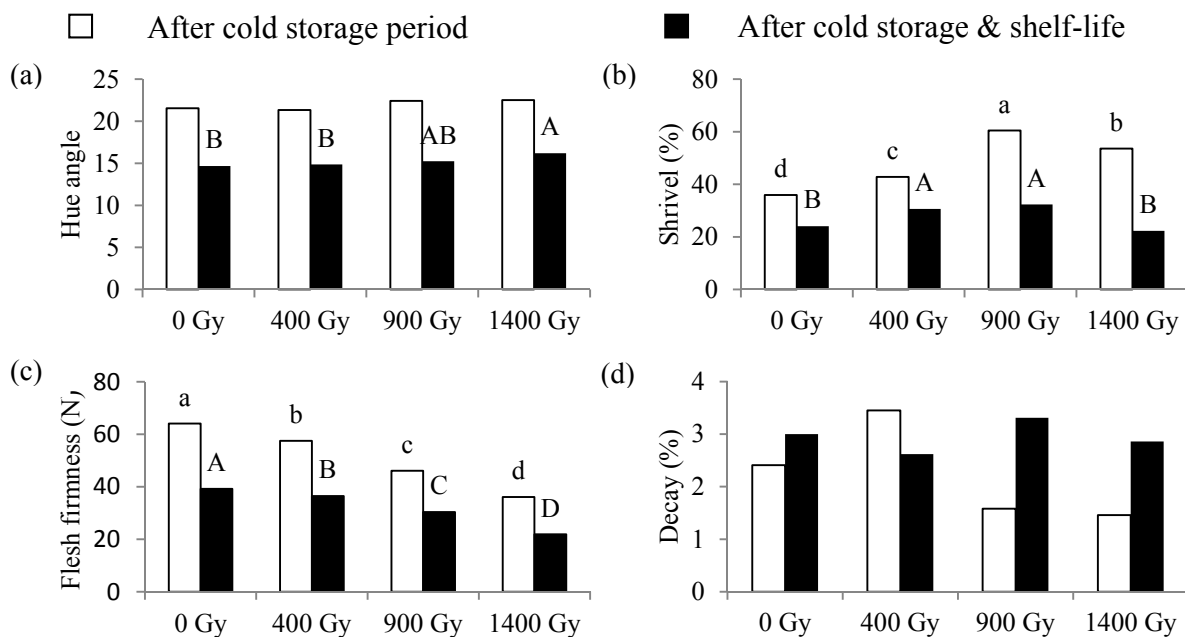 After cold storage period
After cold storage & shelf-life
(a)
Hue angle
25
20
15
10
5
0
B
B
AB
A
0 Gy
400 Gy
900 Gy
1400 Gy
(b)
Shrivel (%)
80
60
40
20
0
d
B
c
A
a
A
b
B
0 Gy
400 Gy
900 Gy
1400 Gy
(c)
Flesh firmness (N)
80
60
40
20
0
a
A
b
B
c
C
d
D
0 Gy
400 Gy
900 Gy
1400 Gy
(d)
Decay (%)
4
3
2
1
0
0 Gy
400 Gy
900 Gy
1400 Gy